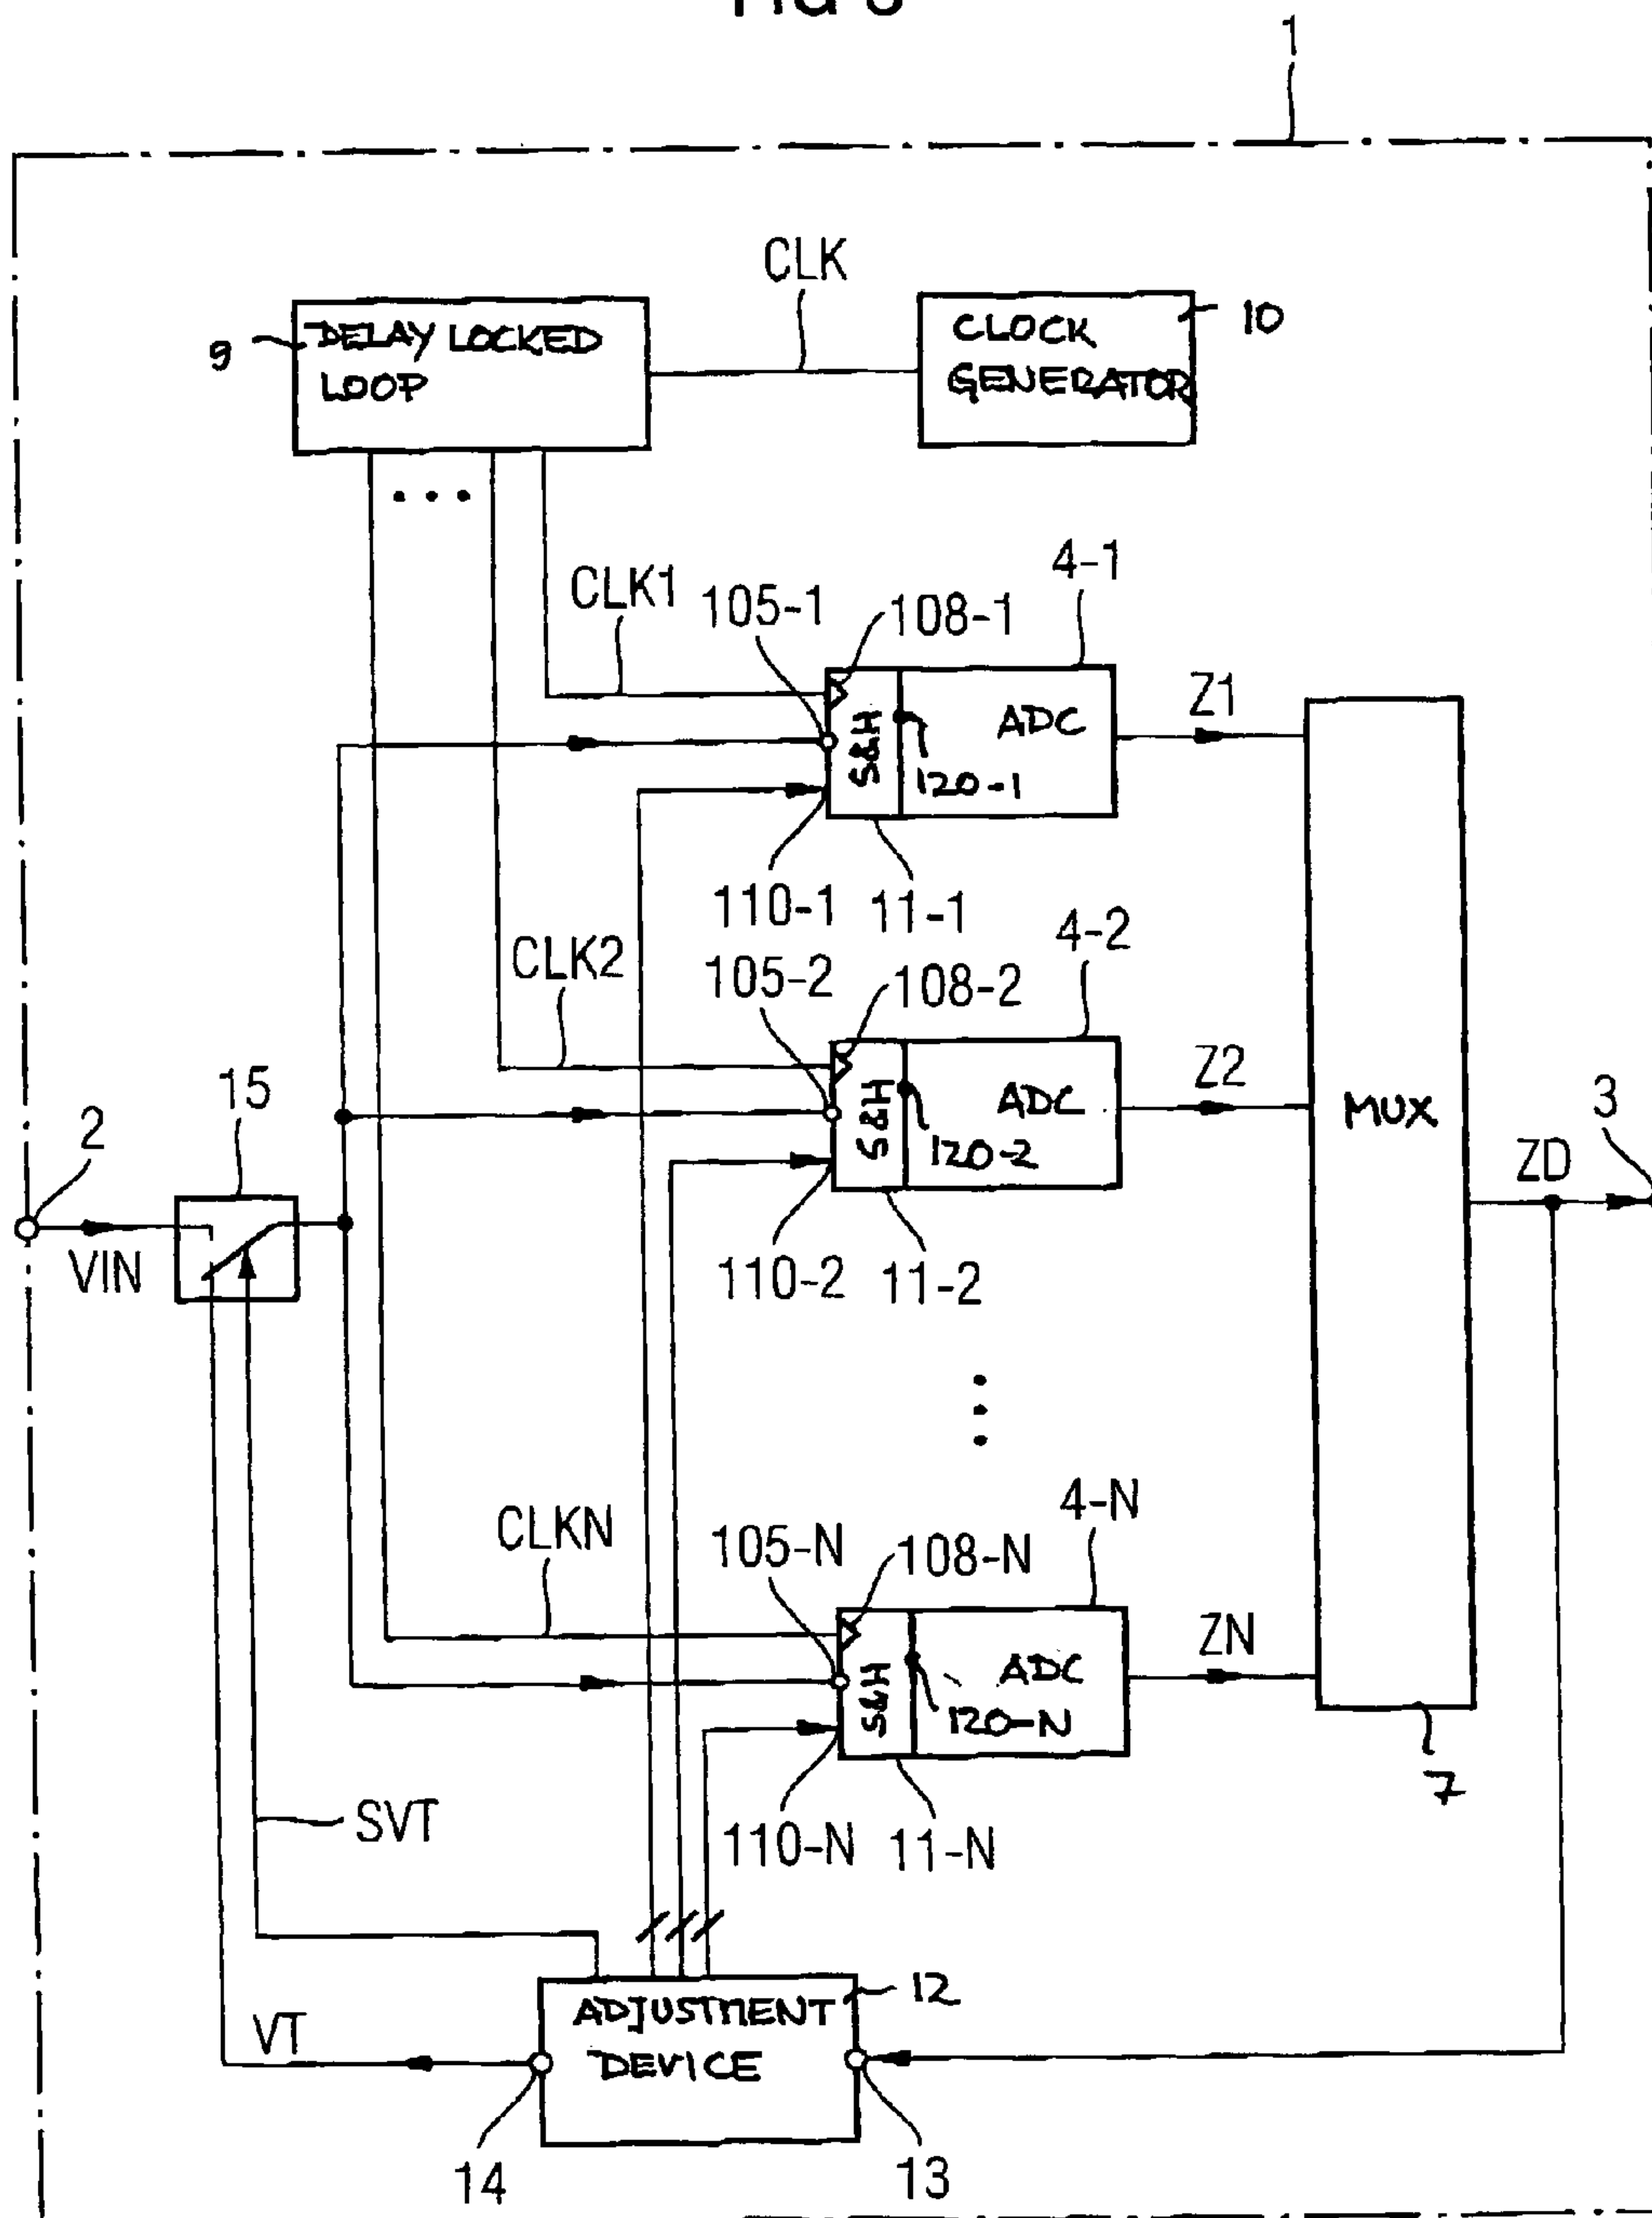 1
CLK
9
DELAY LOCKED
LOOP
CLOCK
GENERATOR
10
CLK1
105-1
108-1
4-1
S&H
ADC
120-1
Z1
110-1
11-1
CLK2
105-2
108-2
4-2
S&H
ADC
120-2
Z2
110-2
11-2
MUX
15
2
VIN
ZD
3
CLKN
105-N
108-N
4-N
S&H
ADC
120-N
ZN
110-N
11-N
7
SVT
VT
ADJUSTMENT
DEVICE
12
14
13